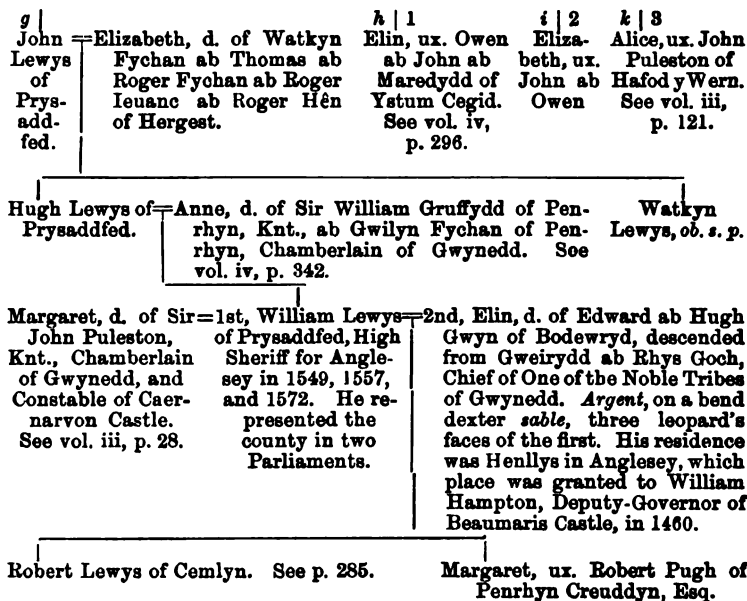 g
John
Lewys
of
Prys-
add-
fed.
Elizabeth, d. of Watkyn
Fychan ab Thomas ab
Roger Fychan ab Roger
Ieuanc ab Roger Hên
of Hergest.
h | 1
Elin, ux. Owen
ab John ab
Maredydd of
Ystum Cegid.
See vol. iv,
p. 296.
i | 2
Eliza-
beth, ux.
John ab
Owen
k | 3
Alice, ux. John
Puleston of
Hafod y Wern.
See vol. iii,
p. 121.
Hugh Lewys of
Prysaddfed.
Anne, d. of Sir William Gruffydd of Pen-
rhyn, Knt., ab Gwilyn Fychan of Pen-
rhyn, Chamberlain of Gwynedd. See
vol. iv, p. 342.
Watkyn
Lewys, ob. s. p.
Margaret, d. of Sir
John Puleston,
Knt., Chamberlain
of Gwynedd, and
Constable of Caer-
narvon Castle.
See vol. iii, p. 28.
=1st, William Lewys
of Prysaddfed, High
Sheriff for Angle-
sey in 1549, 1557,
and 1572. He re-
presented the
county in two
Parliaments.
=2nd, Elin, d. of Edward ab Hugh
Gwyn of Bodewryd, descended
from Gweirydd ab Rhys Goch,
Chief of One of the Noble Tribes
of Gwynedd. Argent, on a bend
dexter sable, three leopard's
faces of the first. His residence
was Henllys in Anglesey, which
place was granted to William
Hampton, Deputy-Governor of
Beaumaris Castle, in 1460.
Robert Lewys of Cemlyn. See p. 285.
Margaret, ux. Robert Pugh of
Penrhyn Creuddyn, Esq.